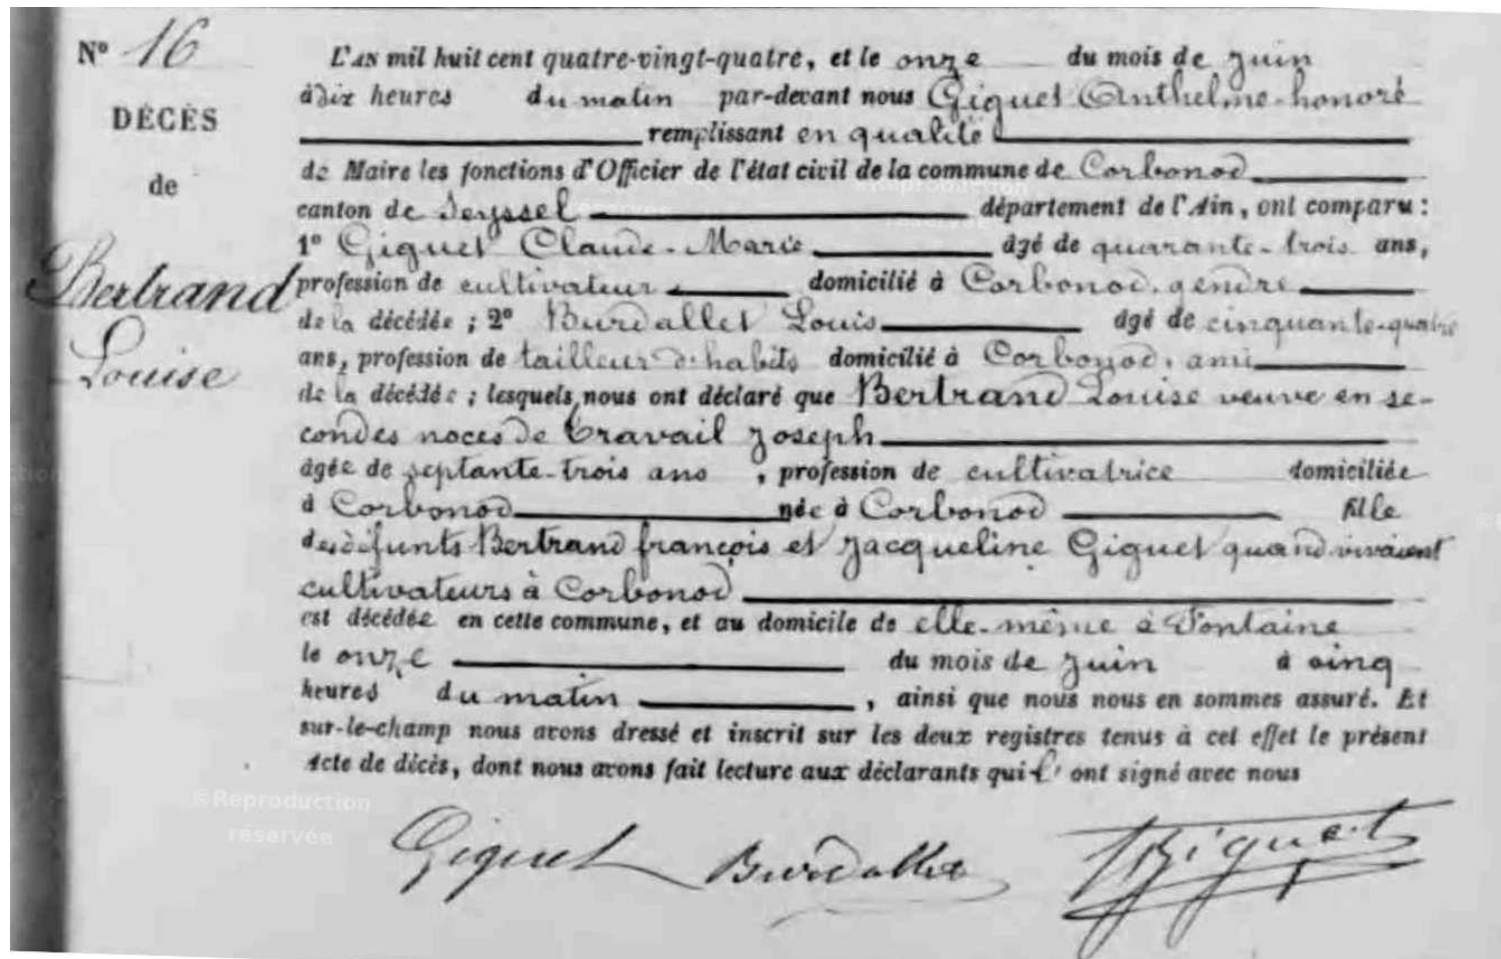 N° 16
DÉCÈS
de
Bertrand
Louise
L'AN mil huit cent quatre-vingt-quatre, et le onze du mois de juin
à dix heures du matin par-devant nous Giguet Anthelme-honoré
remplissant en qualité
de Maire les fonctions d'Officier de l'état civil de la commune de Corbonod
canton de Seyssel département de l'Ain, ont comparu :
1° Giguet Claude-Marie âgé de quarante-trois ans,
profession de cultivateur domicilié à Corbonod, gendre
de la décédée ; 2° Burdallet Louis âgé de cinquante-quatre
ans, profession de tailleur d'habits domicilié à Corbonod, ami
de la décédée ; lesquels nous ont déclaré que Bertrand Louise veuve en se-
condes noces de Travail Joseph
âgée de septante-trois ans , profession de cultivatrice domiciliée
à Corbonod née à Corbonod fille
des défunts Bertrand françois et Jacqueline Giguet quand vivaient
cultivateurs à Corbonod
est décédée en cette commune, et au domicile de elle-même à Fontaine
le onze du mois de juin à cinq
heures du matin , ainsi que nous nous en sommes assuré. Et
sur-le-champ nous avons dressé et inscrit sur les deux registres tenus à cet effet le présent
Acte de décès, dont nous avons fait lecture aux déclarants qui l' ont signé avec nous
©Reproduction
réservée
Giguet Burdallet Giguet